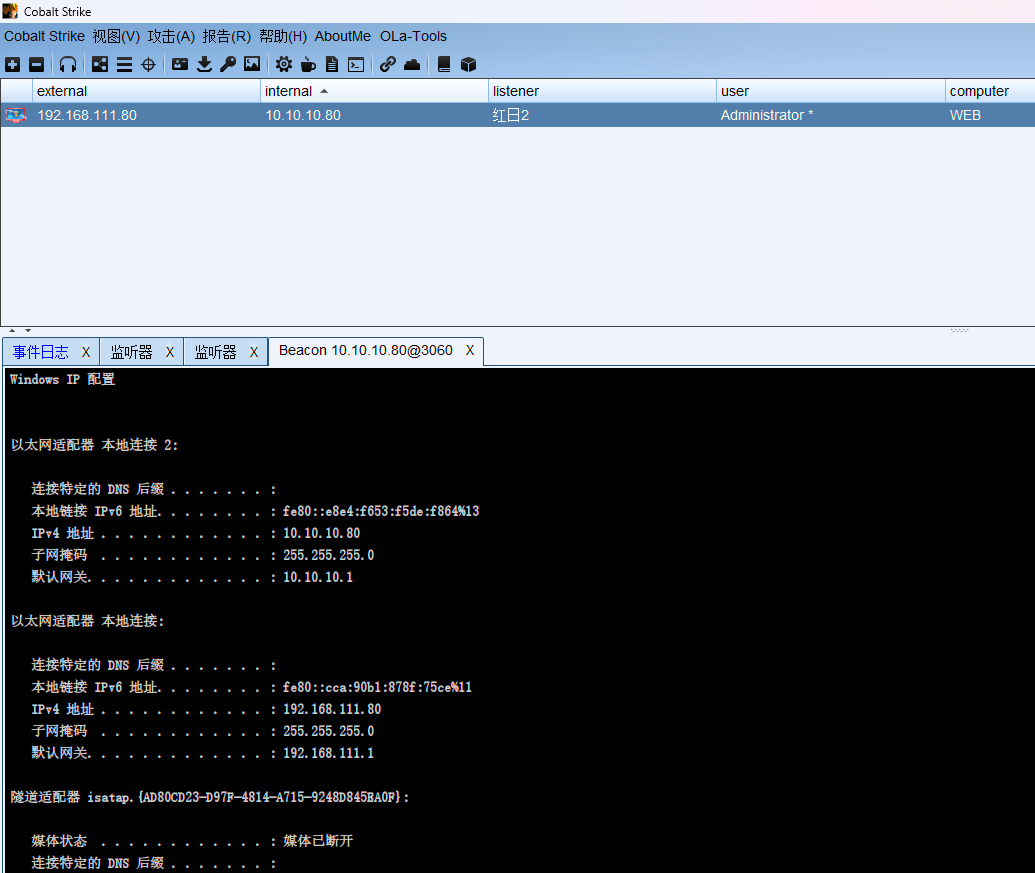 Cobalt Strike
Cobalt Strike 视图(V) 攻击(A) 报告(R) 帮助(H) AboutMe OLa-Tools
external internal listener user computer
192.168.111.80 10.10.10.80 红日2 Administrator * WEB
事件日志 X 监听器 X 监听器 X Beacon 10.10.10.80@3060 X
Windows IP 配置
以太网适配器 本地连接 2:
连接特定的 DNS 后缀 . . . . . . . :
本地链接 IPv6 地址. . . . . . . . : fe80::e8e4:f653:f5de:f864%13
IPv4 地址 . . . . . . . . . . . . : 10.10.10.80
子网掩码 . . . . . . . . . . . . : 255.255.255.0
默认网关. . . . . . . . . . . . . : 10.10.10.1
以太网适配器 本地连接:
连接特定的 DNS 后缀 . . . . . . . :
本地链接 IPv6 地址. . . . . . . . : fe80::cca:90b1:878f:75ce%11
IPv4 地址 . . . . . . . . . . . . : 192.168.111.80
子网掩码 . . . . . . . . . . . . : 255.255.255.0
默认网关. . . . . . . . . . . . . : 192.168.111.1
隧道适配器 isatap.{AD80CD23-D97F-4814-A715-9248D845EA0F}:
媒体状态 . . . . . . . . . . . . : 媒体已断开
连接特定的 DNS 后缀 . . . . . . . :